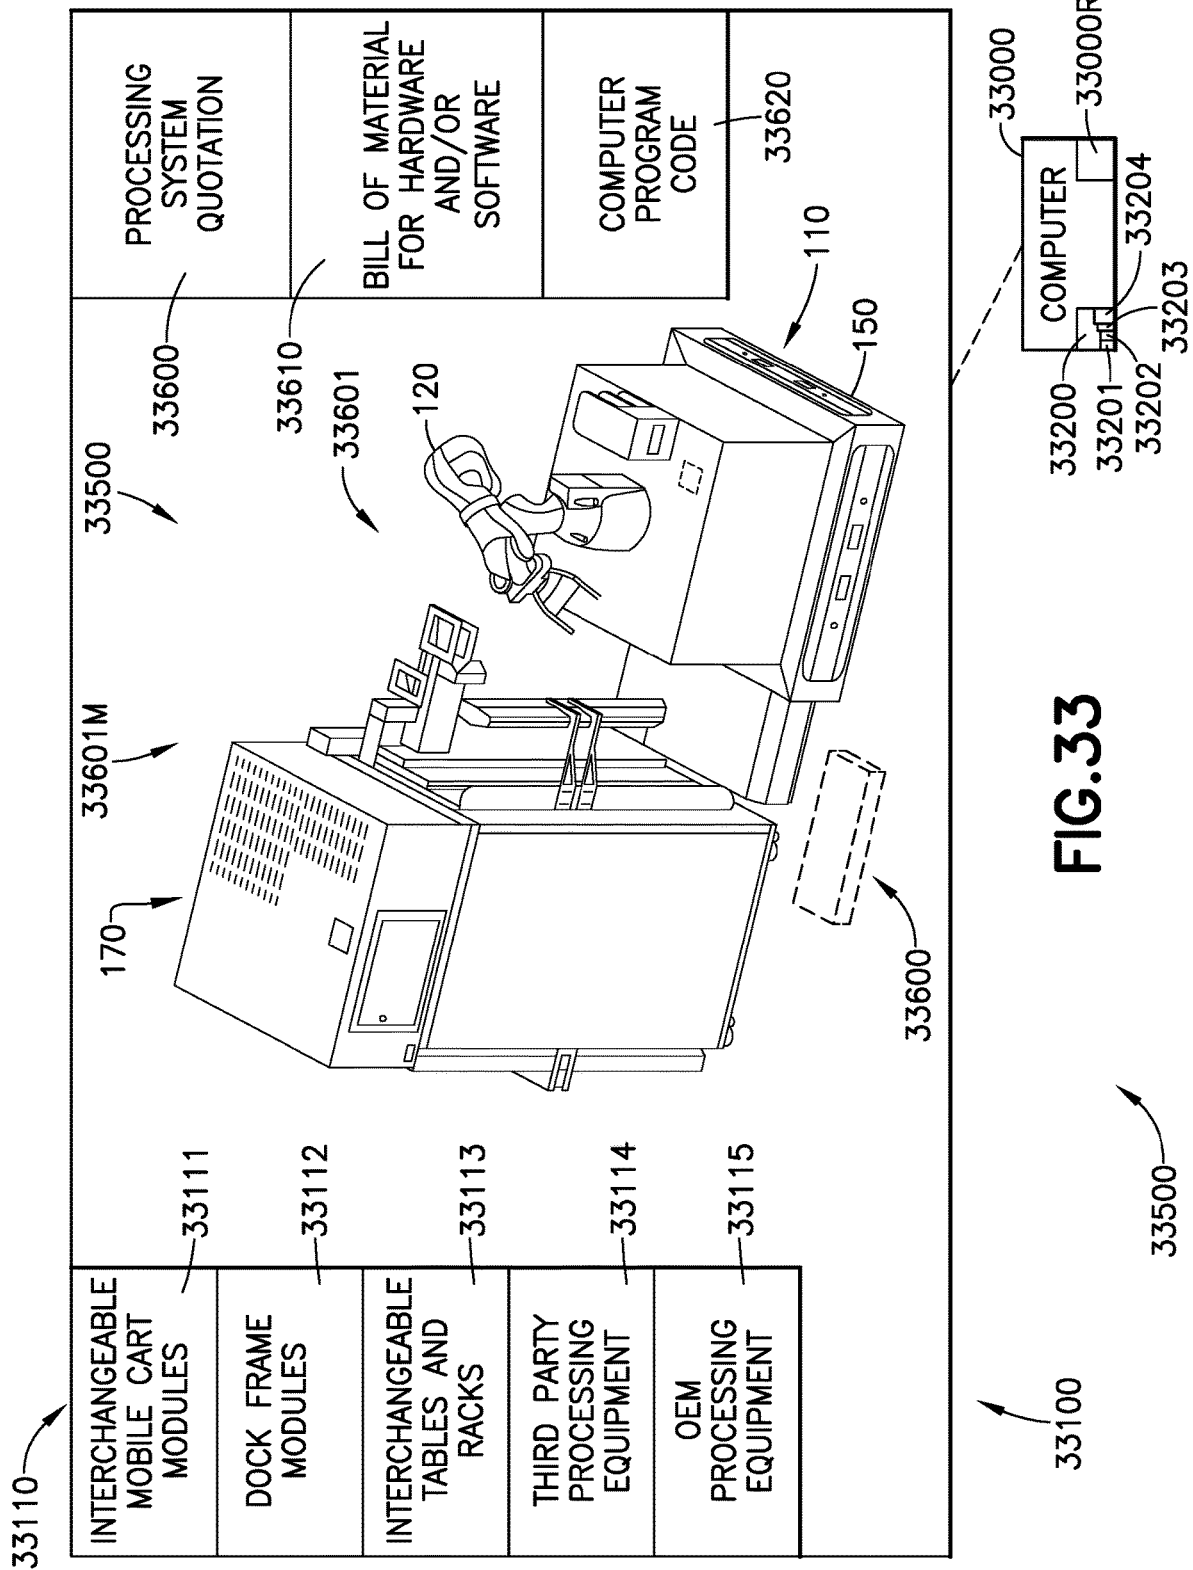 33110
INTERCHANGEABLE
MOBILE CART
MODULES
33111
DOCK FRAME
MODULES
33112
INTERCHANGEABLE
TABLES AND
RACKS
33113
THIRD PARTY
PROCESSING
EQUIPMENT
33114
OEM
PROCESSING
EQUIPMENT
33115
170
33601M
33500
33601
120
110
150
33600
PROCESSING
SYSTEM
QUOTATION
33600
BILL OF MATERIAL
FOR HARDWARE
AND/OR
SOFTWARE
33610
COMPUTER
PROGRAM
CODE
33620
33100
33500
COMPUTER
33000
33000R
33200
33201
33202
33203
33204
FIG.33